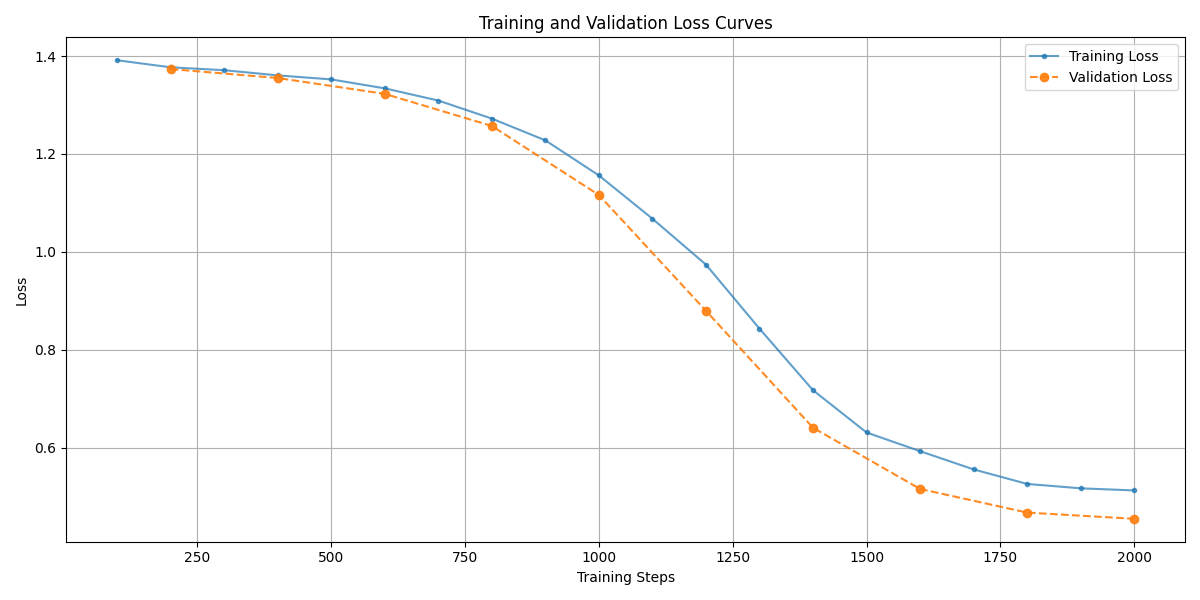 Training and Validation Loss Curves
Training Loss
Validation Loss
1.4
1.2
1.0
0.8
0.6
Loss
250 500 750 1000 1250 1500 1750 2000
Training Steps